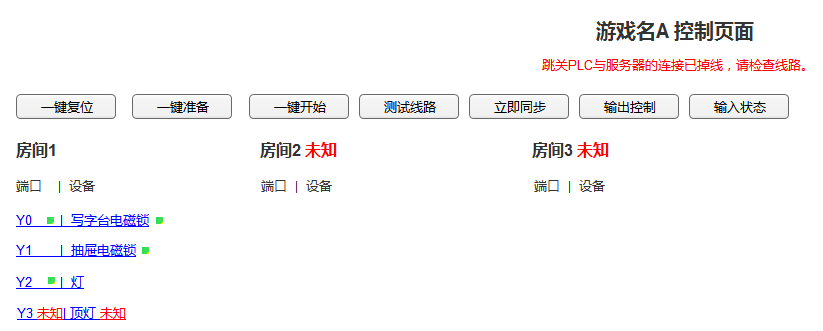 游戏名A 控制页面
跳关PLC与服务器的连接已掉线，请检查线路。
一键复位 一键准备 一键开始 测试线路 立即同步 输出控制 输入状态
房间1 房间2 未知 房间3 未知
端口 | 设备 端口 | 设备 端口 | 设备
Y0 | 写字台电磁锁
Y1 | 抽屉电磁锁
Y2 | 灯
Y3 未知| 顶灯 未知